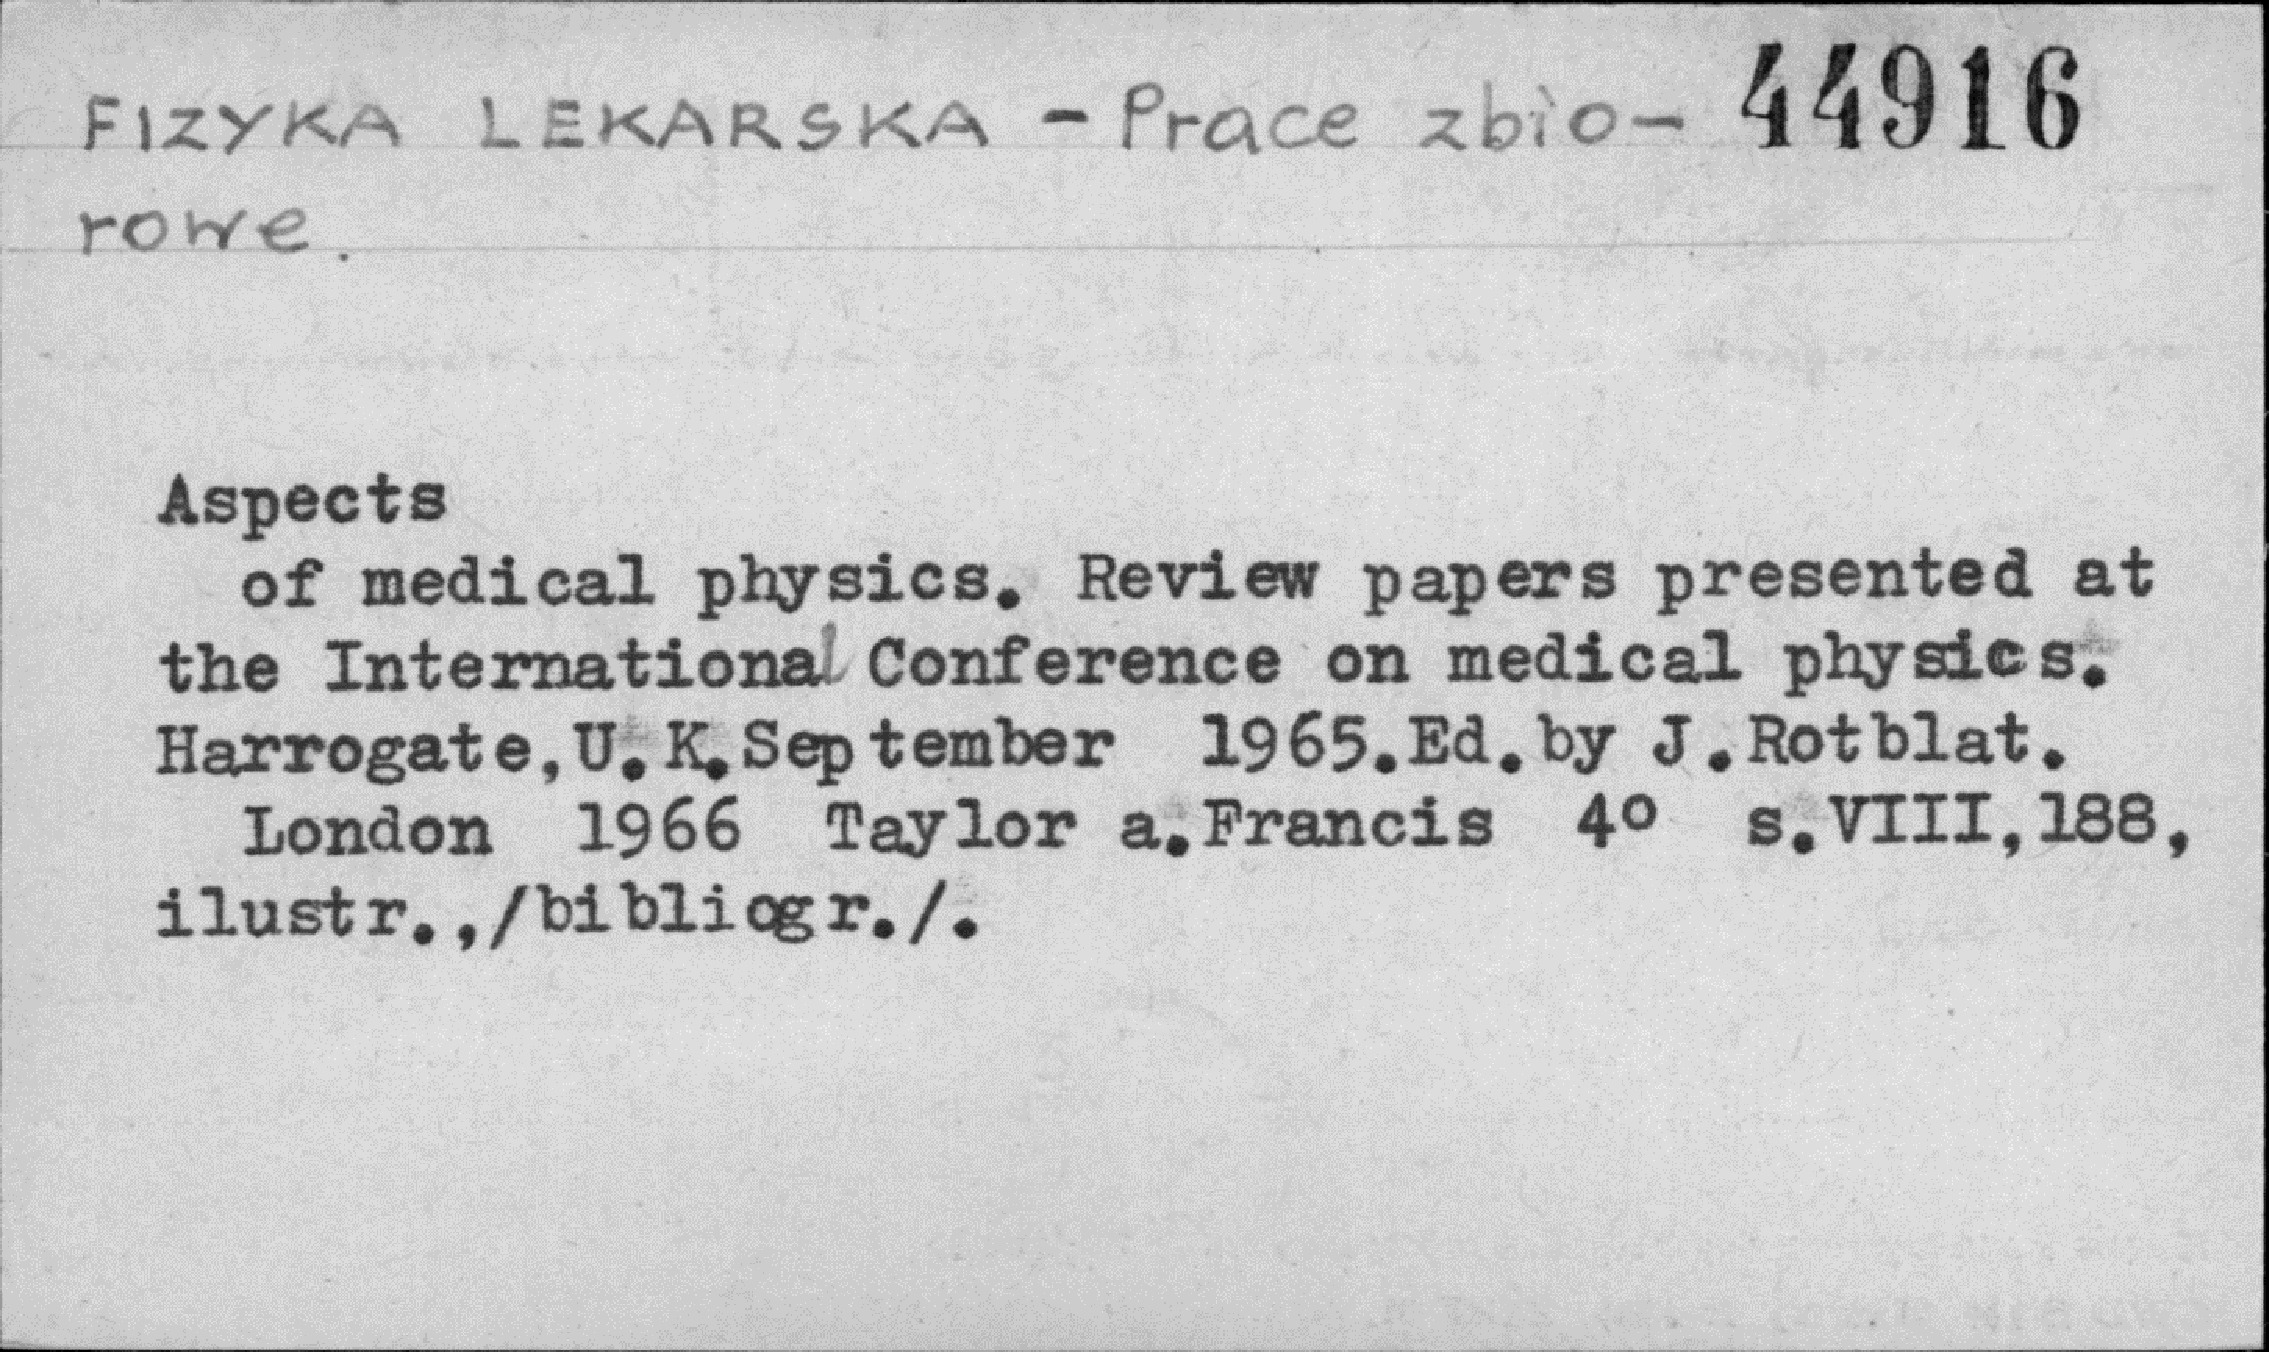 FIZYKA LEKARSKA - Prace zbio- 44916
rowe.
Aspects
of medical physics. Review papers presented at
the International Conference on medical physics.
Harrogate,U.K.September 1965.Ed.by J.Rotblat.
London 1966 Taylor a.Francis 4o s.VIII,188,
ilustr.,/bibliogr./.